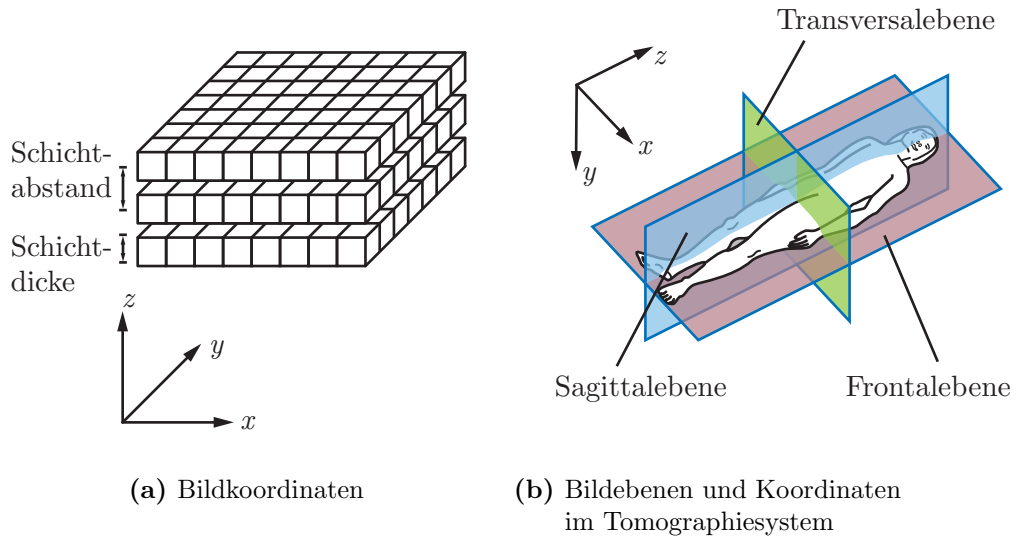 Schicht-
abstand
Schicht-
dicke
z
y
x
(a) Bildkoordinaten
Transversalebene
z
x
y
Sagittalebene
Frontalebene
(b) Bildebenen und Koordinaten
im Tomographiesystem